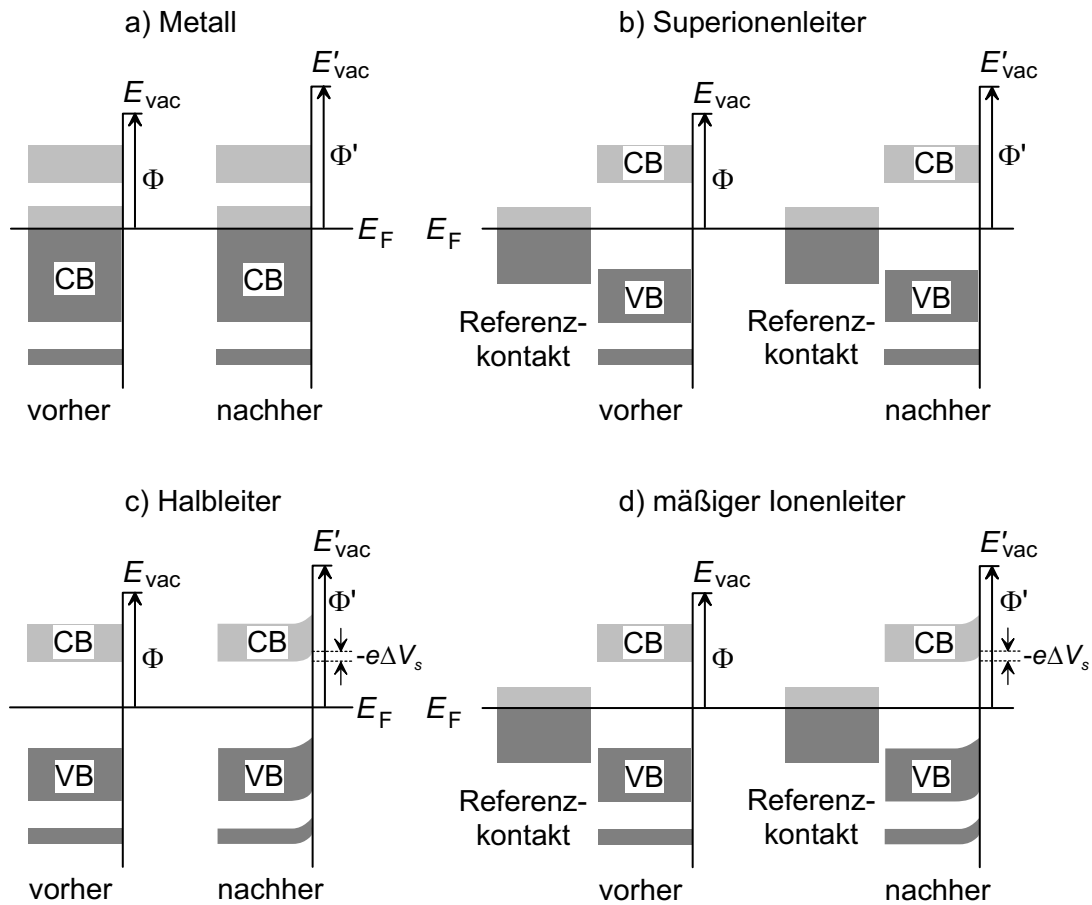 a) Metall
b) Superionenleiter
E'vac
E'vac
Evac
Evac
CB
CB
Φ
Φ'
Φ
Φ'
EF
EF
CB
CB
VB
VB
Referenz-
kontakt
Referenz-
kontakt
vorher
nachher
vorher
nachher
c) Halbleiter
d) mäßiger Ionenleiter
E'vac
E'vac
Evac
Evac
Φ'
Φ'
CB
CB
-eΔVs
CB
CB
-eΔVs
Φ
Φ
EF
EF
VB
VB
VB
VB
Referenz-
kontakt
Referenz-
kontakt
vorher
nachher
vorher
nachher